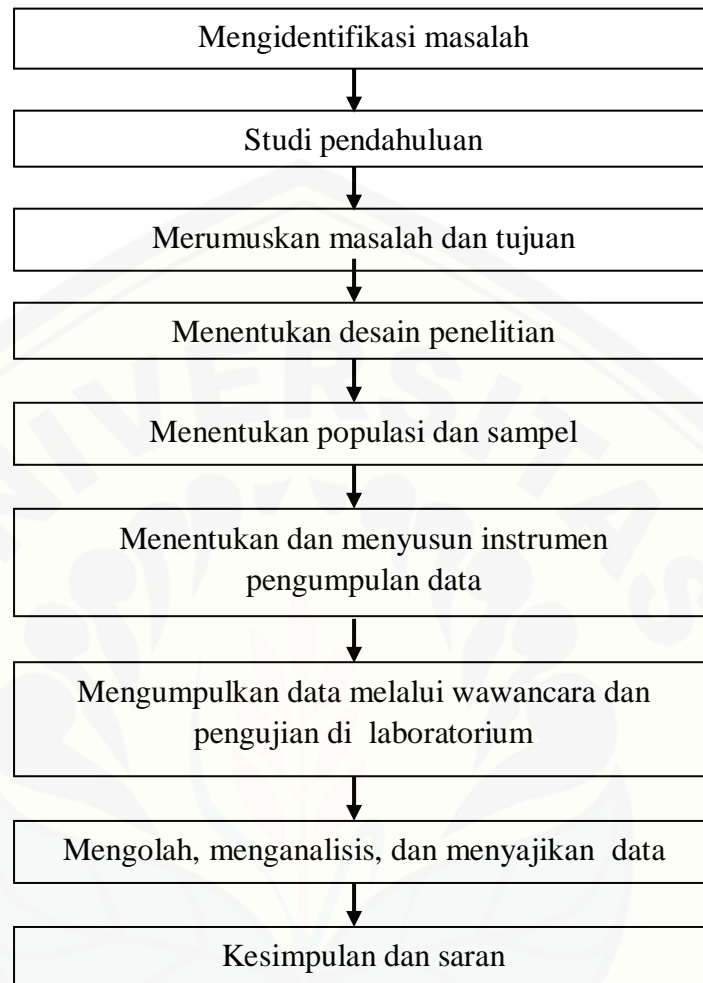 Mengidentifikasi masalah
Studi pendahuluan
Merumuskan masalah dan tujuan
Menentukan desain penelitian
Menentukan populasi dan sampel
Menentukan dan menyusun instrumen
pengumpulan data
Mengumpulkan data melalui wawancara dan
pengujian di laboratorium
Mengolah, menganalisis, dan menyajikan data
Kesimpulan dan saran
UNIVERSITAS